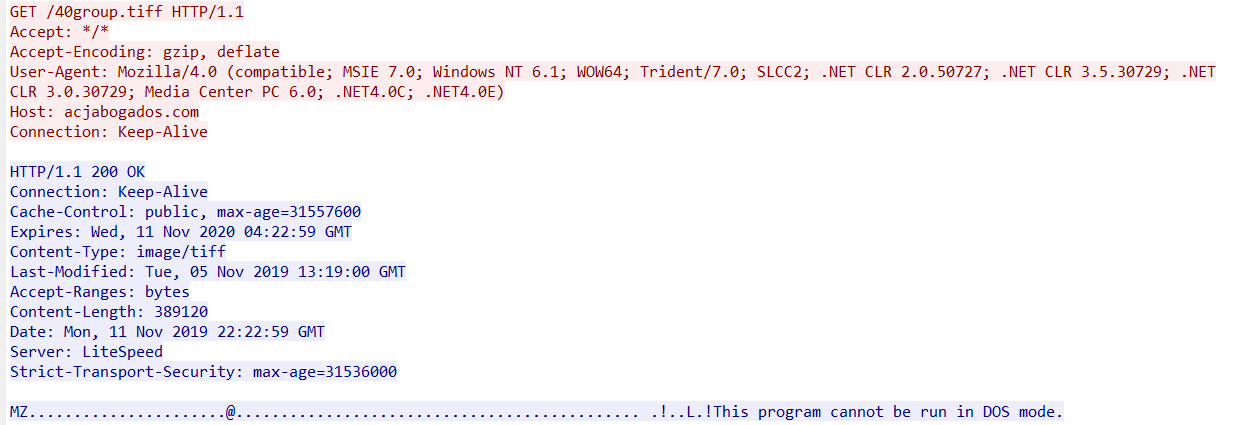 GET /40group.tiff HTTP/1.1
Accept: */*
Accept-Encoding: gzip, deflate
User-Agent: Mozilla/4.0 (compatible; MSIE 7.0; Windows NT 6.1; WOW64; Trident/7.0; SLCC2; .NET CLR 2.0.50727; .NET CLR 3.5.30729; .NET
CLR 3.0.30729; Media Center PC 6.0; .NET4.0C; .NET4.0E)
Host: acjabogados.com
Connection: Keep-Alive

HTTP/1.1 200 OK
Connection: Keep-Alive
Cache-Control: public, max-age=31557600
Expires: Wed, 11 Nov 2020 04:22:59 GMT
Content-Type: image/tiff
Last-Modified: Tue, 05 Nov 2019 13:19:00 GMT
Accept-Ranges: bytes
Content-Length: 389120
Date: Mon, 11 Nov 2019 22:22:59 GMT
Server: LiteSpeed
Strict-Transport-Security: max-age=31536000

MZ......................@............................................. .!..L.!This program cannot be run in DOS mode.